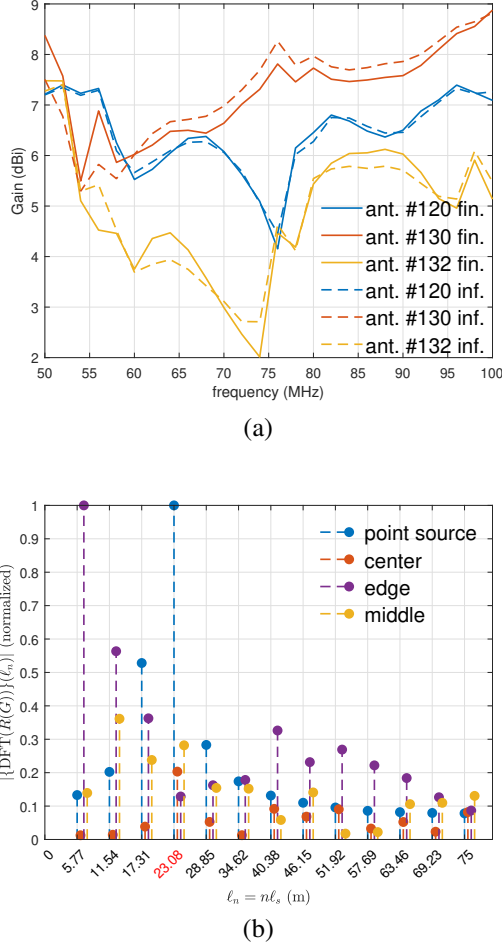 9
8
7
6
5
4
3
2
Gain (dBi)
ant. #120 fin.
ant. #130 fin.
ant. #132 fin.
ant. #120 inf.
ant. #130 inf.
ant. #132 inf.
50 55 60 65 70 75 80 85 90 95 100
frequency (MHz)
(a)
1
0.9
0.8
0.7
0.6
0.5
0.4
0.3
0.2
0.1
0
|{DFT(R(G))}(ℓₙ)| (normalized)
point source
center
edge
middle
0 5.77 11.54 17.31 23.08 28.85 34.62 40.38 46.15 51.92 57.69 63.46 69.23 75
ℓₙ = nℓₛ (m)
(b)